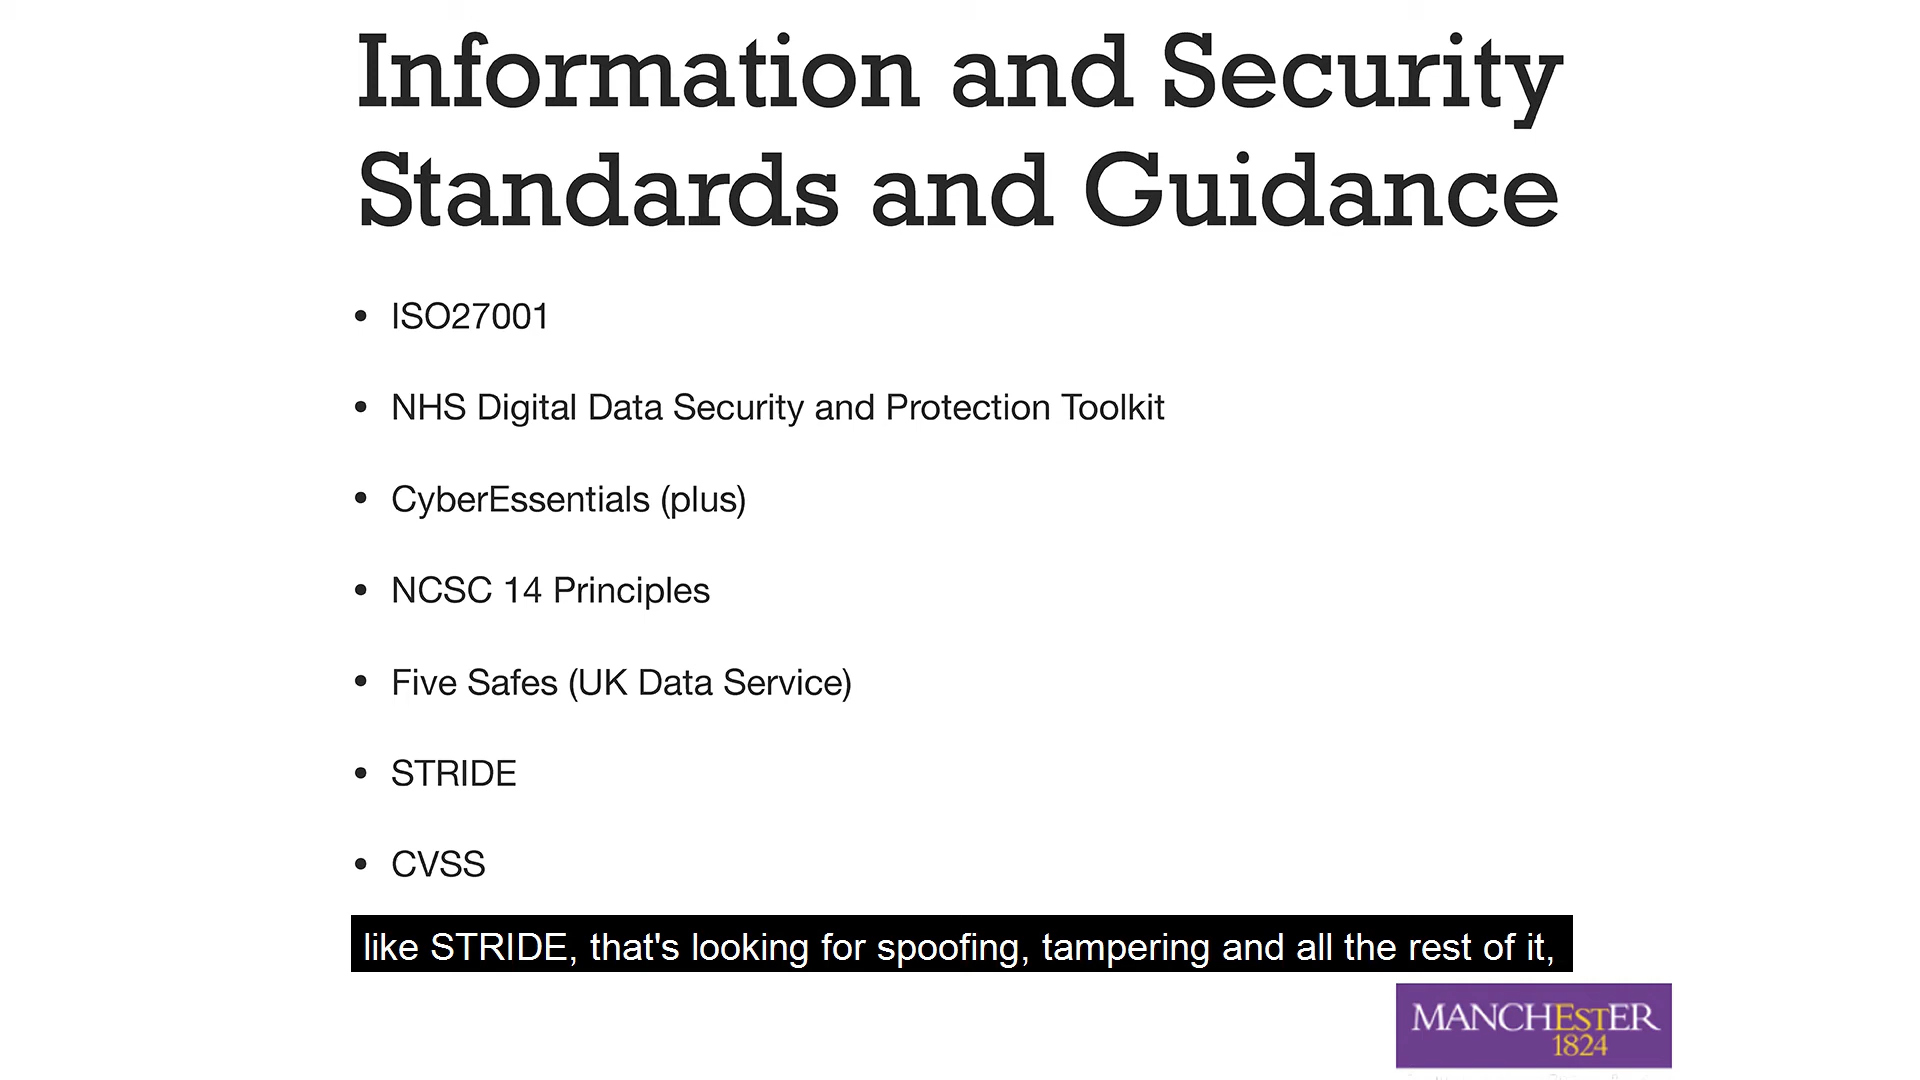 Information and Security
Standards and Guidance
• ISO27001
• NHS Digital Data Security and Protection Toolkit
• CyberEssentials (plus)
• NCSC 14 Principles
• Five Safes (UK Data Service)
• STRIDE
• CVSS
like STRIDE, that's looking for spoofing, tampering and all the rest of it,
MANCHEstER
1824